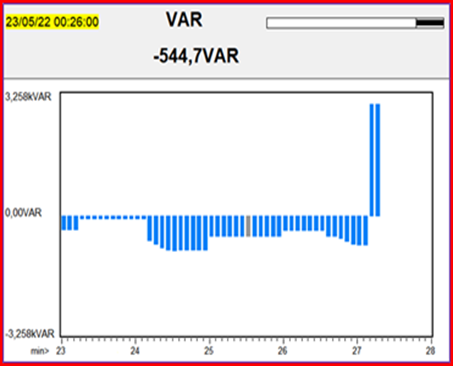 23/05/22 00:26:00
VAR
-544,7VAR
3,258kVAR
0,00VAR
-3,258kVAR
min> 23 24 25 26 27 28